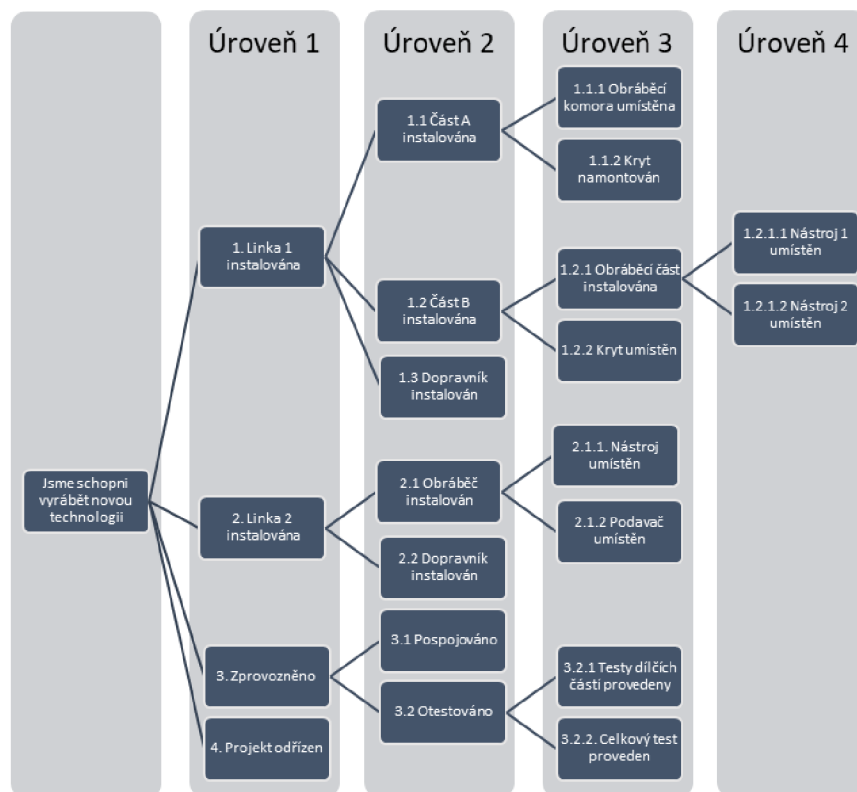 Úroveň 1
Úroveň 2
Úroveň 3
Úroveň 4
Jsme schopni
vyrábět novou
technologii
1. Linka 1
instalována
1.1 Část A
instalována
1.1.1 Obráběcí
komora umístěna
1.1.2 Kryt
namontován
1.2 Část B
instalována
1.2.1 Obráběcí část
instalována
1.2.1.1 Nástroj 1
umístěn
1.2.1.2 Nástroj 2
umístěn
1.2.2 Kryt umístěn
1.3 Dopravník
instalován
2. Linka 2
instalována
2.1 Obráběč
instalován
2.1.1. Nástroj
umístěn
2.1.2 Podavač
umístěn
2.2 Dopravník
instalován
3. Zprovozněno
3.1 Pospojováno
3.2 Otestováno
3.2.1 Testy dílčích
části provedeny
3.2.2. Celkový test
proveden
4. Projekt odřízen